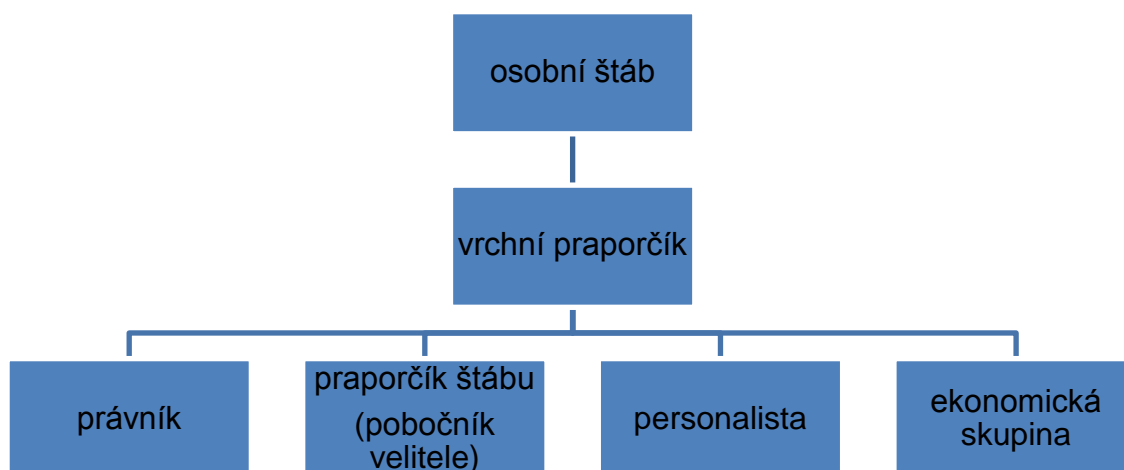 osobní štáb
vrchní praporčík
právník
praporčík štábu
(pobočník
velitele)
personalista
ekonomická
skupina